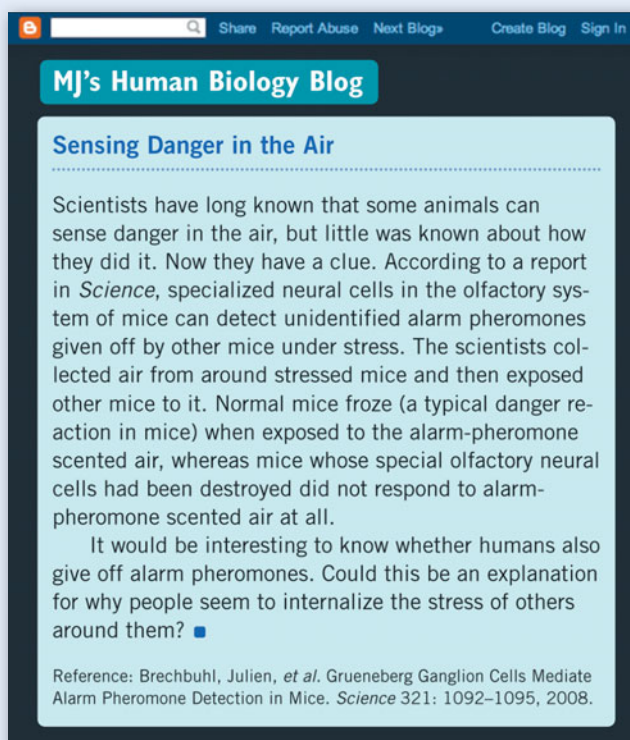 Share Report Abuse Next Blog» Create Blog Sign In
MJ's Human Biology Blog
Sensing Danger in the Air
Scientists have long known that some animals can
sense danger in the air, but little was known about how
they did it. Now they have a clue. According to a report
in Science, specialized neural cells in the olfactory sys-
tem of mice can detect unidentified alarm pheromones
given off by other mice under stress. The scientists col-
lected air from around stressed mice and then exposed
other mice to it. Normal mice froze (a typical danger re-
action in mice) when exposed to the alarm-pheromone
scented air, whereas mice whose special olfactory neural
cells had been destroyed did not respond to alarm-
pheromone scented air at all.
It would be interesting to know whether humans also
give off alarm pheromones. Could this be an explanation
for why people seem to internalize the stress of others
around them?
Reference: Brechbuhl, Julien, et al. Grueneberg Ganglion Cells Mediate
Alarm Pheromone Detection in Mice. Science 321: 1092–1095, 2008.